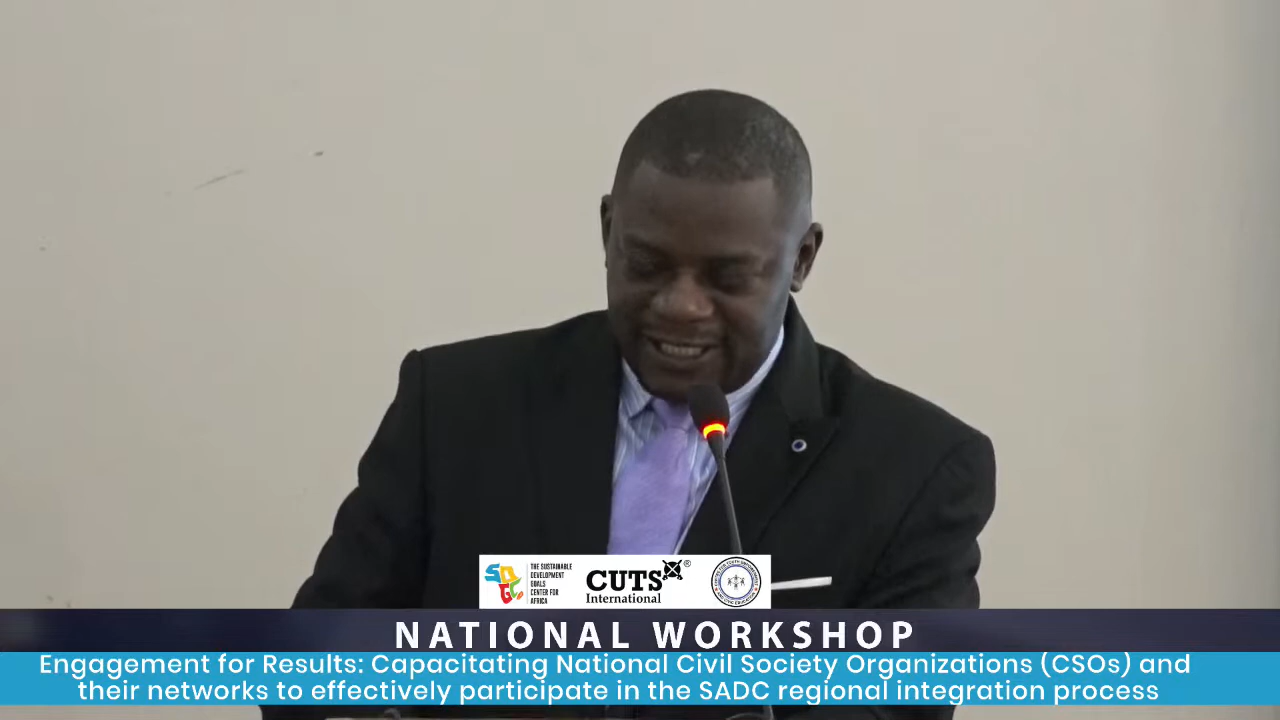 THE SUSTAINABLE
DEVELOPMENT
GOALS
CENTER FOR
AFRICA
CUTS®
International
NATIONAL WORKSHOP
Engagement for Results: Capacitating National Civil Society Organizations (CSOs) and
their networks to effectively participate in the SADC regional integration process